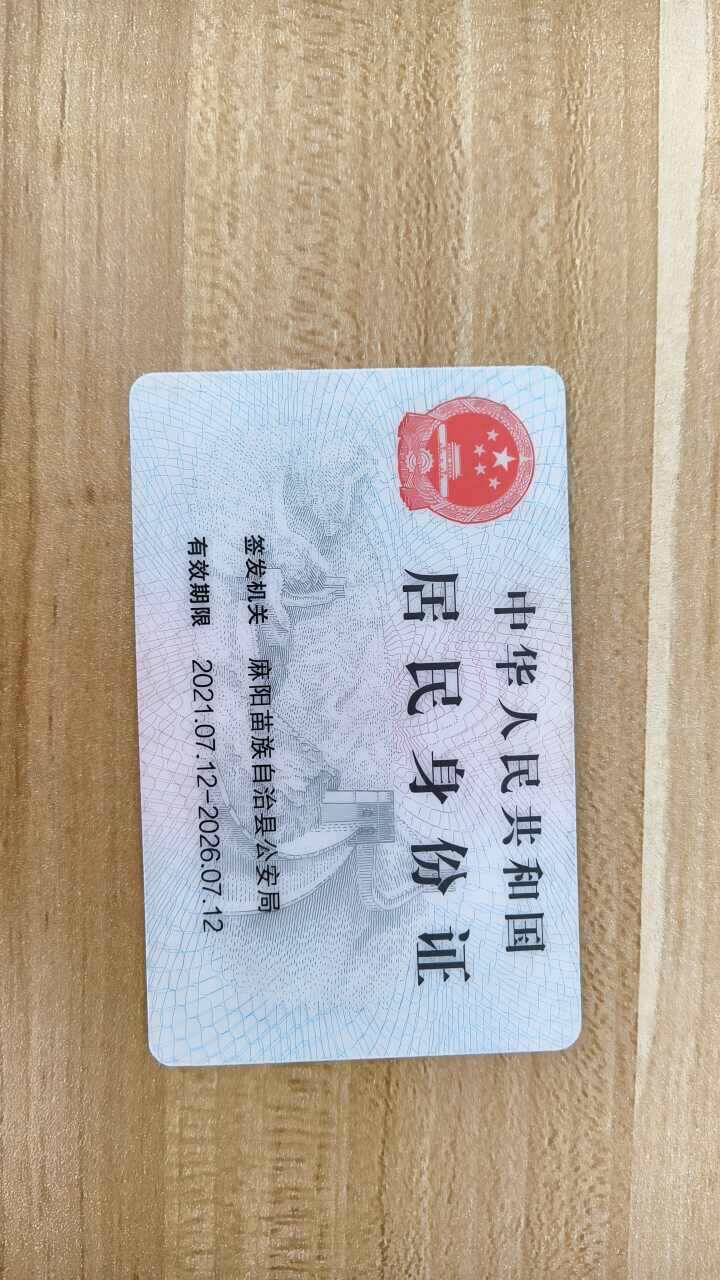 中华人民共和国
居民身份证
签发机关 麻阳苗族自治县公安局
有效期限 2021.07.12-2026.07.12